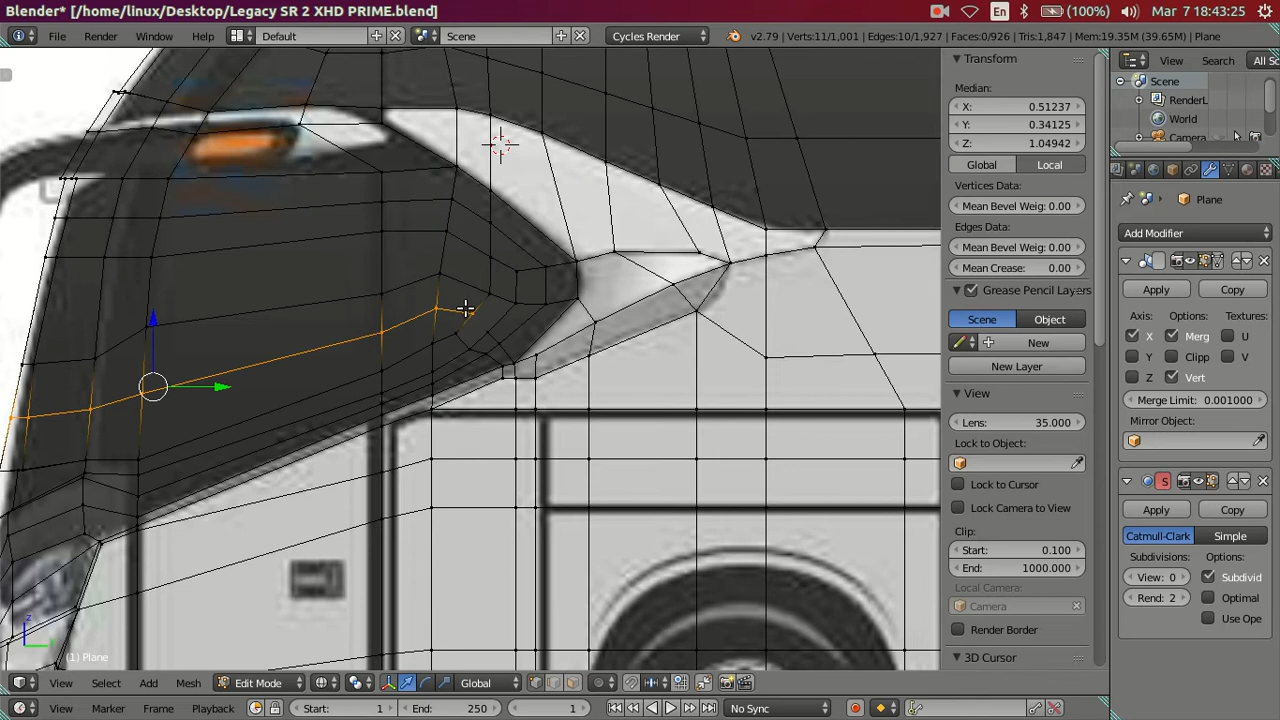 Blender* [/home/linux/Desktop/Legacy SR 2 XHD PRIME.blend]
En (100%) Mar 7 18:43:25
File Render Window Help Default Scene Cycles Render v2.79 | Verts:11/1,001 | Edges:10/1,927 | Faces:0/926 | Tris:1,847 | Mem:19.35M (39.65M) | Plane
Transform
Median:
X: 0.51237
Y: 0.34125
Z: 1.04942
Global Local
Vertices Data:
Mean Bevel Weig: 0.00
Edges Data:
Mean Bevel Weig: 0.00
Mean Crease: 0.00
Grease Pencil Layers
Scene Object
New
New Layer
View
Lens: 35.000
Lock to Object:
Lock to Cursor
Lock Camera to View
Clip:
Start: 0.100
End: 1000.000
Local Camera:
Camera
Render Border
3D Cursor
View Search All Sc
Scene
RenderL
World
Camera
Plane
Add Modifier
Apply Copy
Axis: Options: Textures:
X Merg U
Y Clipp V
Z Vert
Merge Limit: 0.001000
Mirror Object:
S
Apply Copy
Catmull-Clark Simple
Subdivisions: Options:
View: 0 Subdivid
Rend: 2 Optimal
Use Ope
z
(1) Plane
View Select Add Mesh Edit Mode Global
View Marker Frame Playback Start: 1 End: 250 1 No Sync